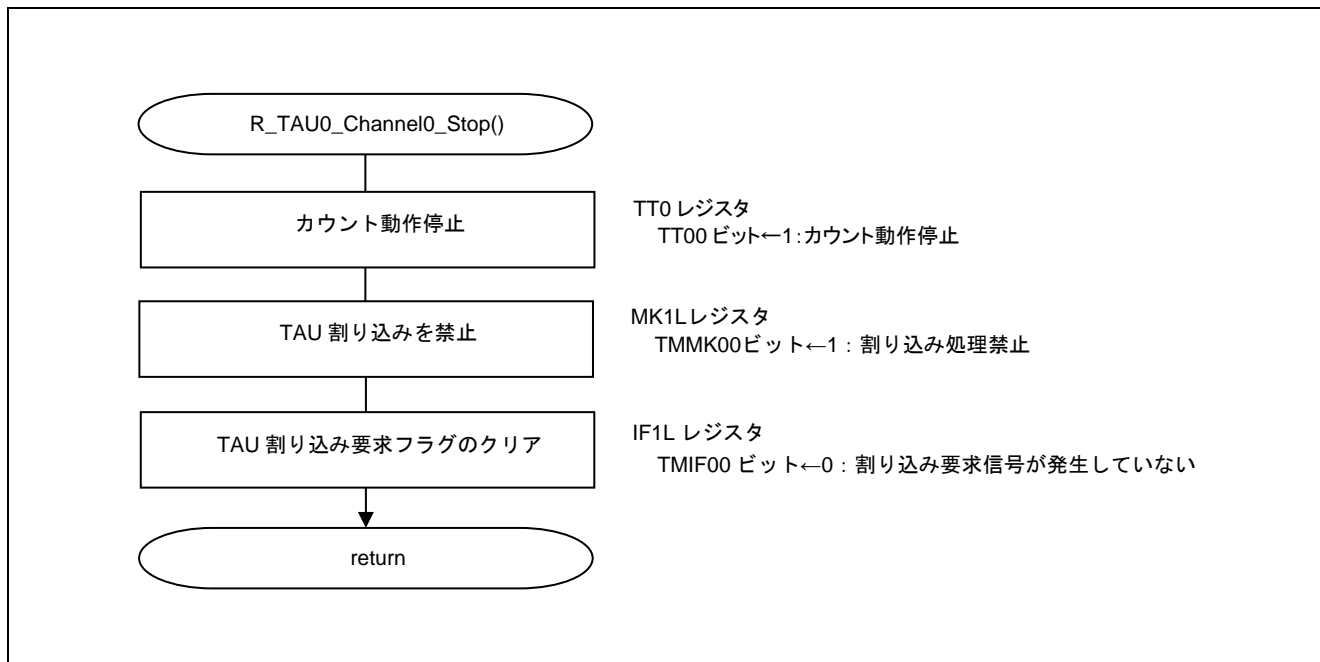 R_TAU0_Channel0_Stop()
カウント動作停止
TT0 レジスタ
TT00 ビット←1：カウント動作停止
TAU 割り込みを禁止
MK1Lレジスタ
TMMK00ビット←1：割り込み処理禁止
TAU 割り込み要求フラグのクリア
IF1L レジスタ
TMIF00 ビット←0：割り込み要求信号が発生していない
return